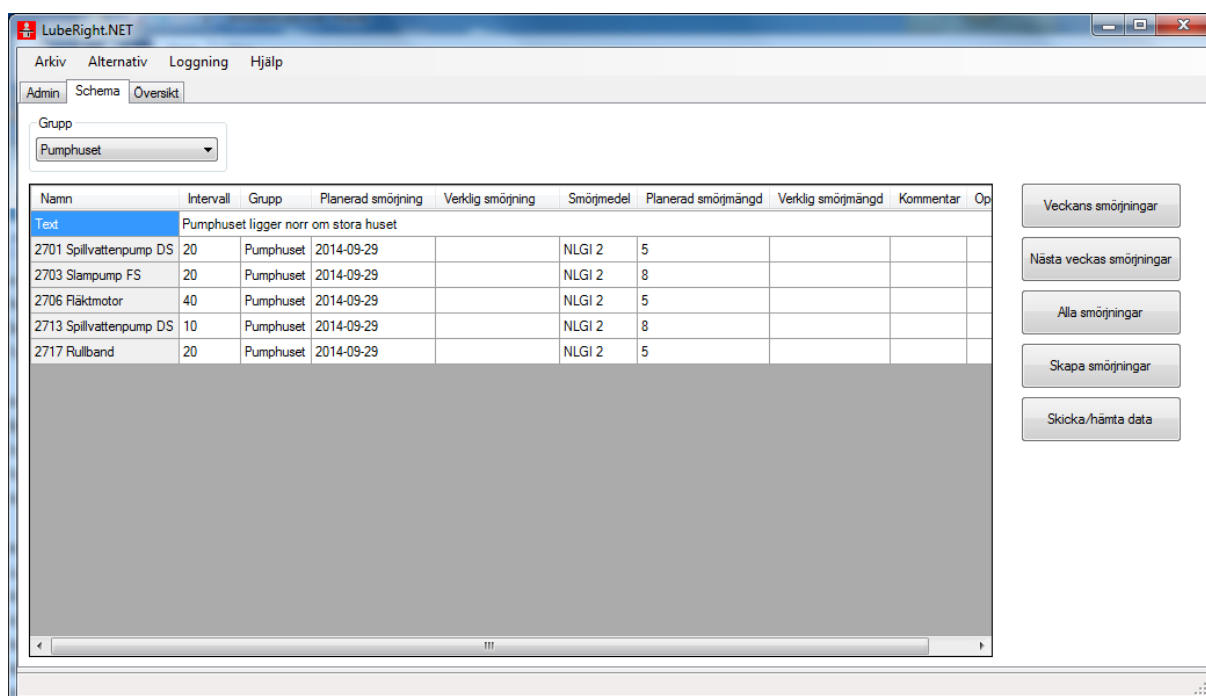 LubeRight.NET
Arkiv Alternativ Loggning Hjälp
Admin Schema Översikt
Grupp
Pumphuset
Namn Intervall Grupp Planerad smörjning Verklig smörjning Smörjmedel Planerad smörjmängd Verklig smörjmängd Kommentar Op
Text Pumphuset ligger norr om stora huset
2701 Spillvattenpump DS 20 Pumphuset 2014-09-29 NLGI 2 5
2703 Slampump FS 20 Pumphuset 2014-09-29 NLGI 2 8
2706 Fläktmotor 40 Pumphuset 2014-09-29 NLGI 2 5
2713 Spillvattenpump DS 10 Pumphuset 2014-09-29 NLGI 2 8
2717 Rullband 20 Pumphuset 2014-09-29 NLGI 2 5
Veckans smörjningar
Nästa veckas smörjningar
Alla smörjningar
Skapa smörjningar
Skicka/hämta data